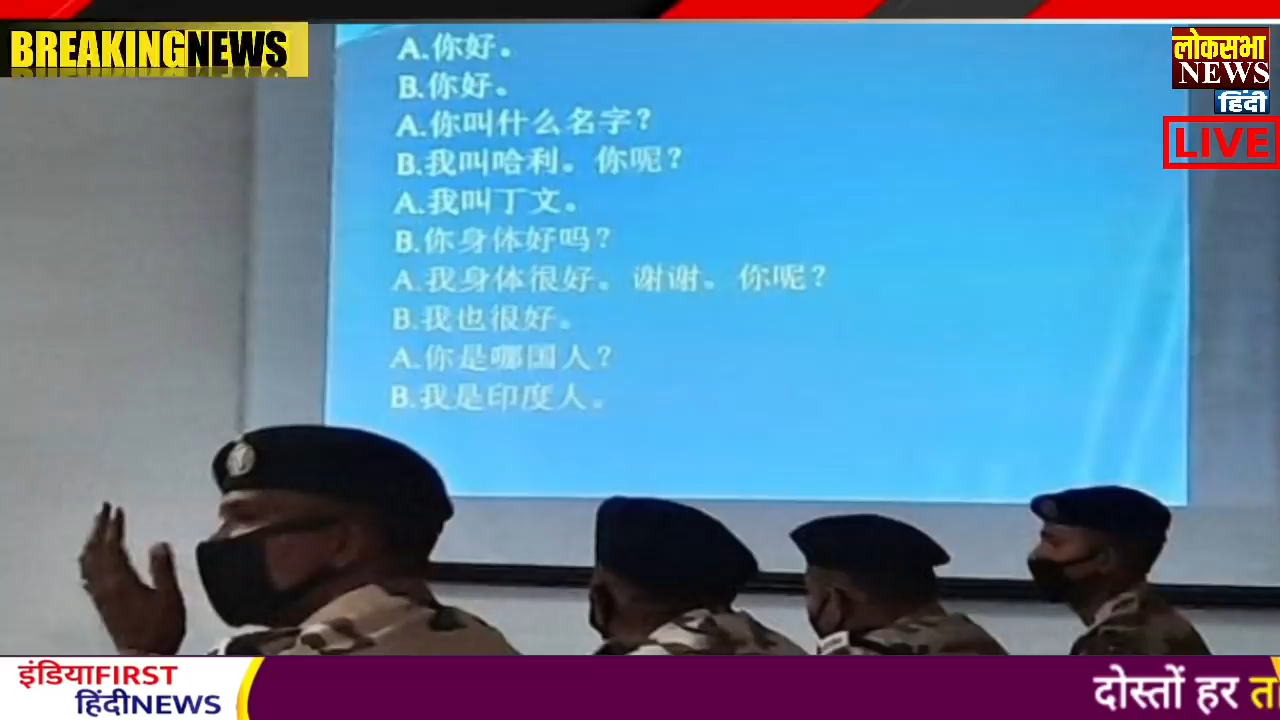 BREAKINGNEWS
लोकसभा
NEWS
हिंदी
LIVE
A.你好。
B.你好。
A.你叫什么名字?
B.我叫哈利。你呢?
A.我叫丁文。
B.你身体好吗?
A.我身体很好。谢谢。你呢?
B.我也很好。
A.你是哪国人?
B.我是印度人。
इंडियाFIRST
हिंदीNEWS
दोस्तों हर